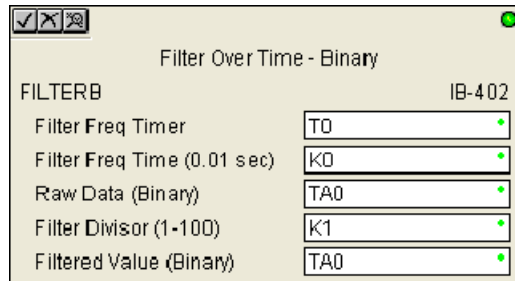 Filter Over Time - Binary
FILTERB IB-402
Filter Freq Timer T0
Filter Freq Time (0.01 sec) K0
Raw Data (Binary) TA0
Filter Divisor (1-100) K1
Filtered Value (Binary) TA0